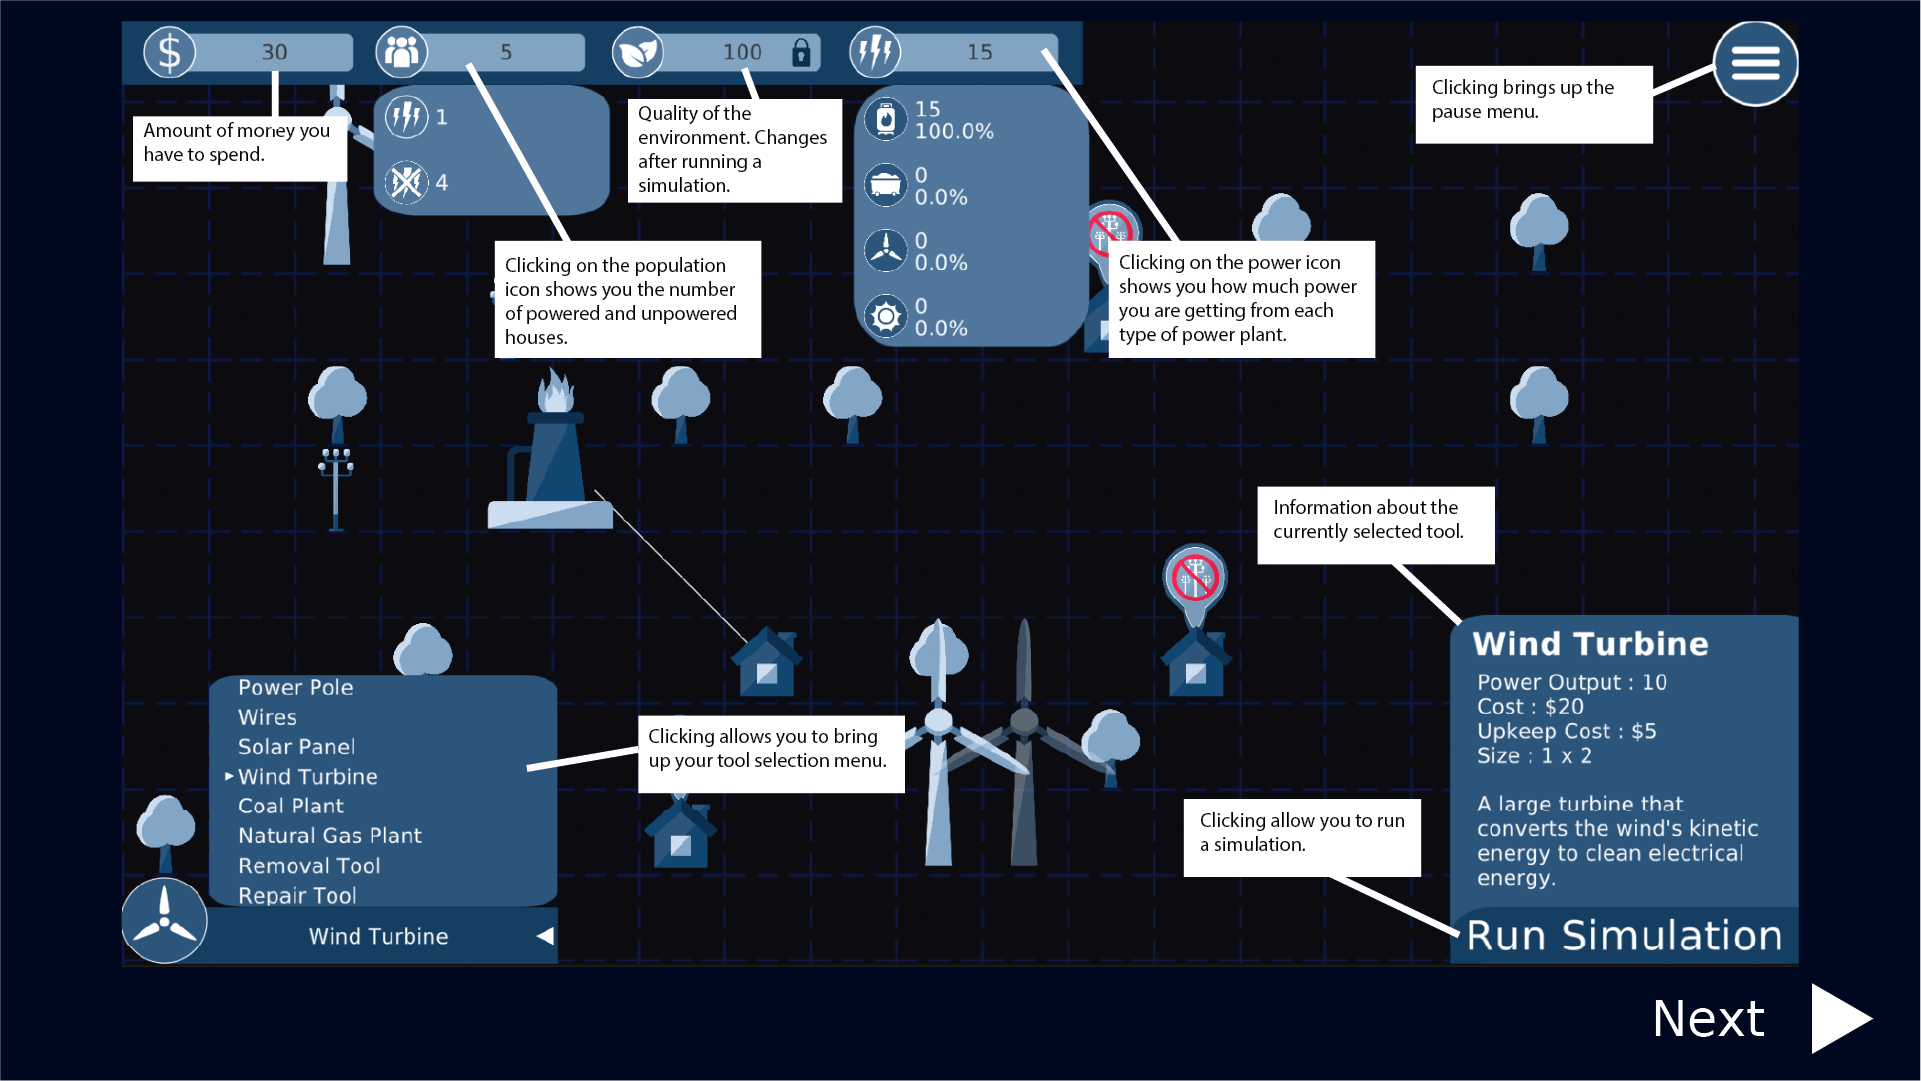 30
5
100
15
Amount of money you
have to spend.
1
4
Quality of the
environment. Changes
after running a
simulation.
15
100.0%
0
0.0%
0
0.0%
0
0.0%
Clicking brings up the
pause menu.
Clicking on the population
icon shows you the number
of powered and unpowered
houses.
Clicking on the power icon
shows you how much power
you are getting from each
type of power plant.
Information about the
currently selected tool.
Wind Turbine
Power Output : 10
Cost : $20
Upkeep Cost : $5
Size : 1 x 2
A large turbine that
converts the wind's kinetic
energy to clean electrical
energy.
Power Pole
Wires
Solar Panel
Wind Turbine
Coal Plant
Natural Gas Plant
Removal Tool
Repair Tool
Wind Turbine
Clicking allows you to bring
up your tool selection menu.
Clicking allow you to run
a simulation.
Run Simulation
Next